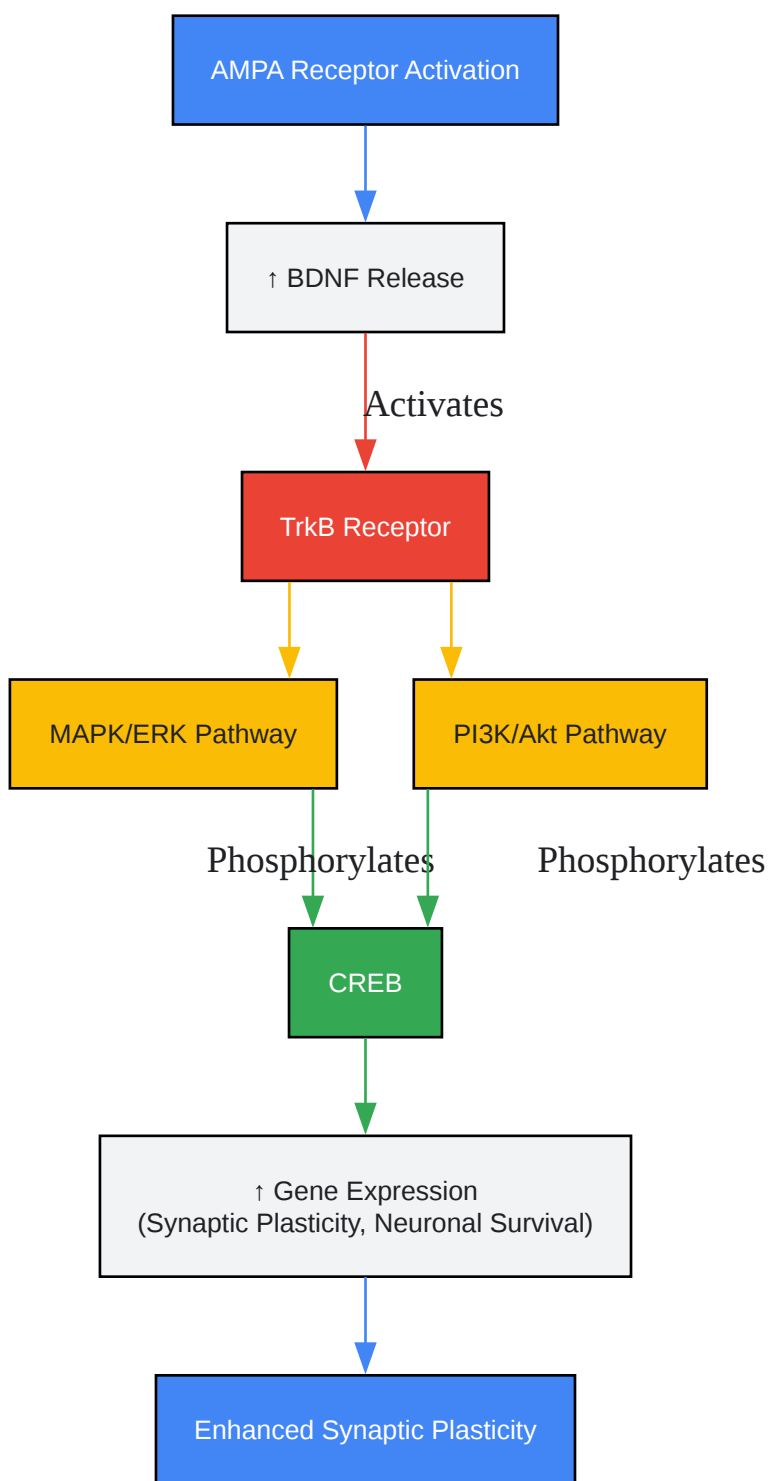 AMPA Receptor Activation
↑ BDNF Release
Activates
TrkB Receptor
MAPK/ERK Pathway
PI3K/Akt Pathway
Phosphorylates
Phosphorylates
CREB
↑ Gene Expression
(Synaptic Plasticity, Neuronal Survival)
Enhanced Synaptic Plasticity